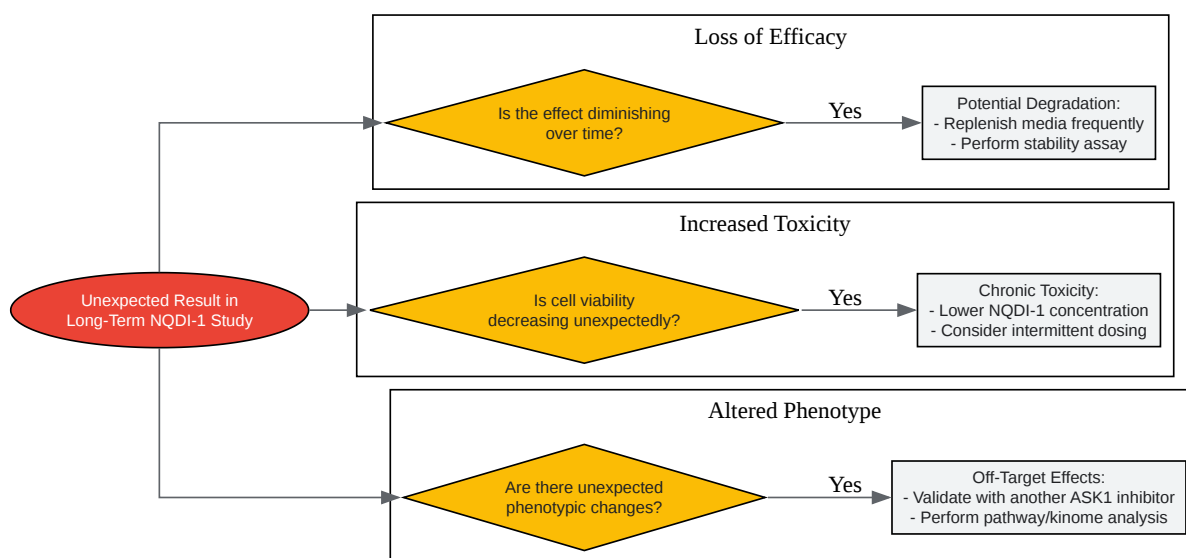 Loss of Efficacy
Is the effect diminishing
over time?
Yes
Potential Degradation:
- Replenish media frequently
- Perform stability assay
Increased Toxicity
Unexpected Result in
Long-Term NQDI-1 Study
Is cell viability
decreasing unexpectedly?
Yes
Chronic Toxicity:
- Lower NQDI-1 concentration
- Consider intermittent dosing
Altered Phenotype
Are there unexpected
phenotypic changes?
Yes
Off-Target Effects:
- Validate with another ASK1 inhibitor
- Perform pathway/kinome analysis